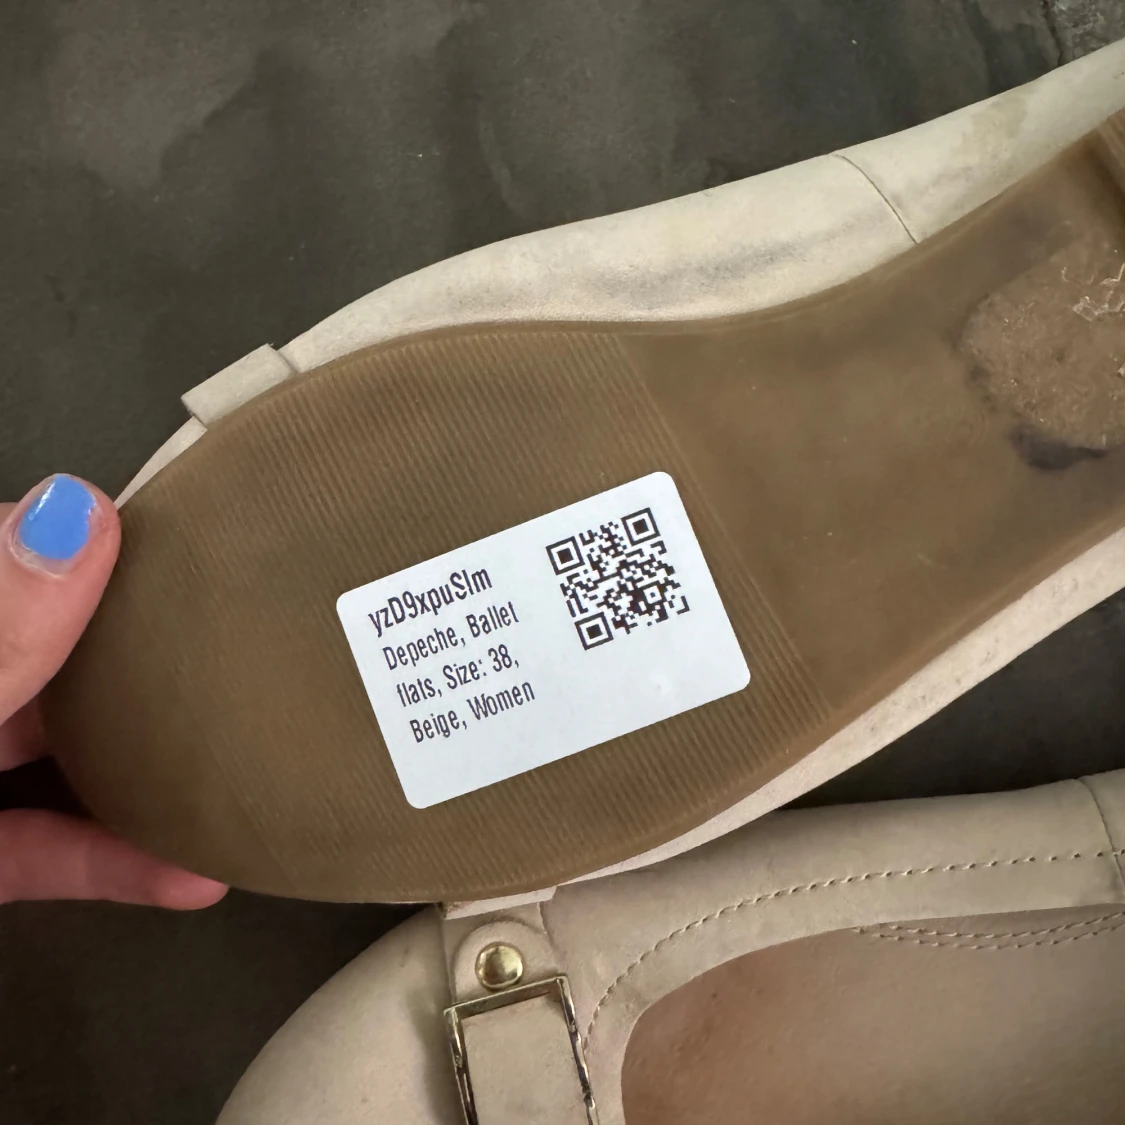 yzD9xpuSlm
Depeche, Ballet
flats, Size: 38,
Beige, Women